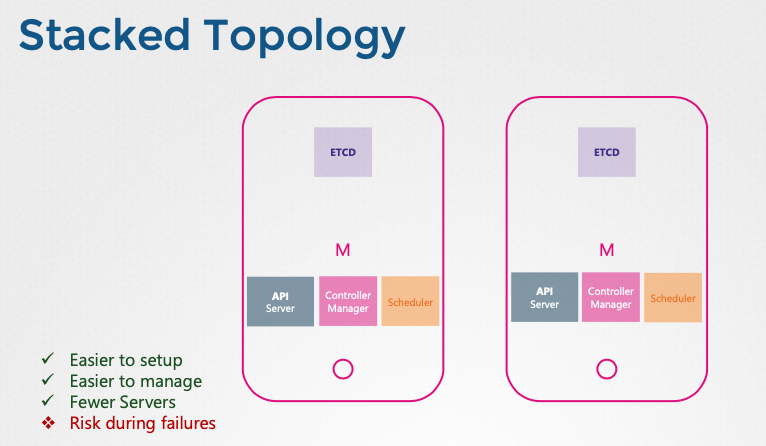 Stacked Topology
ETCD
ETCD
M
M
API
Server
Controller
Manager
Scheduler
API
Server
Controller
Manager
Scheduler
Easier to setup
Easier to manage
Fewer Servers
Risk during failures